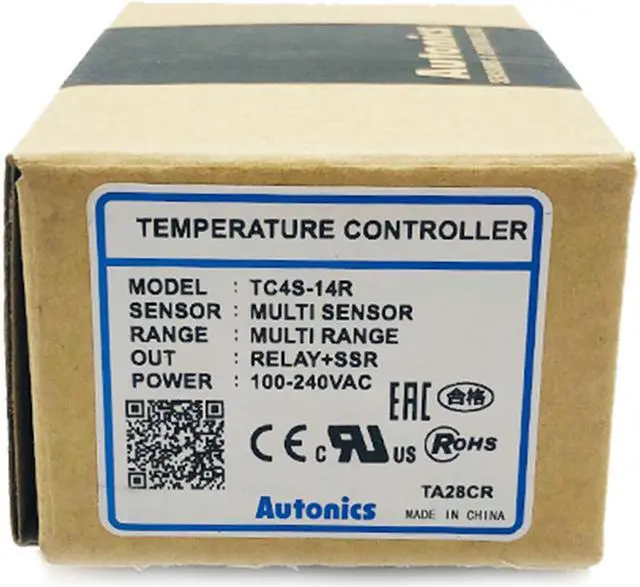 Autonics
TEMPERATURE CONTROLLER
MODEL : TC4S-14R
SENSOR : MULTI SENSOR
RANGE : MULTI RANGE
OUT : RELAY+SSR
POWER : 100-240VAC
EAC 合格
CE c RU US RoHS
TA28CR
Autonics
MADE IN CHINA